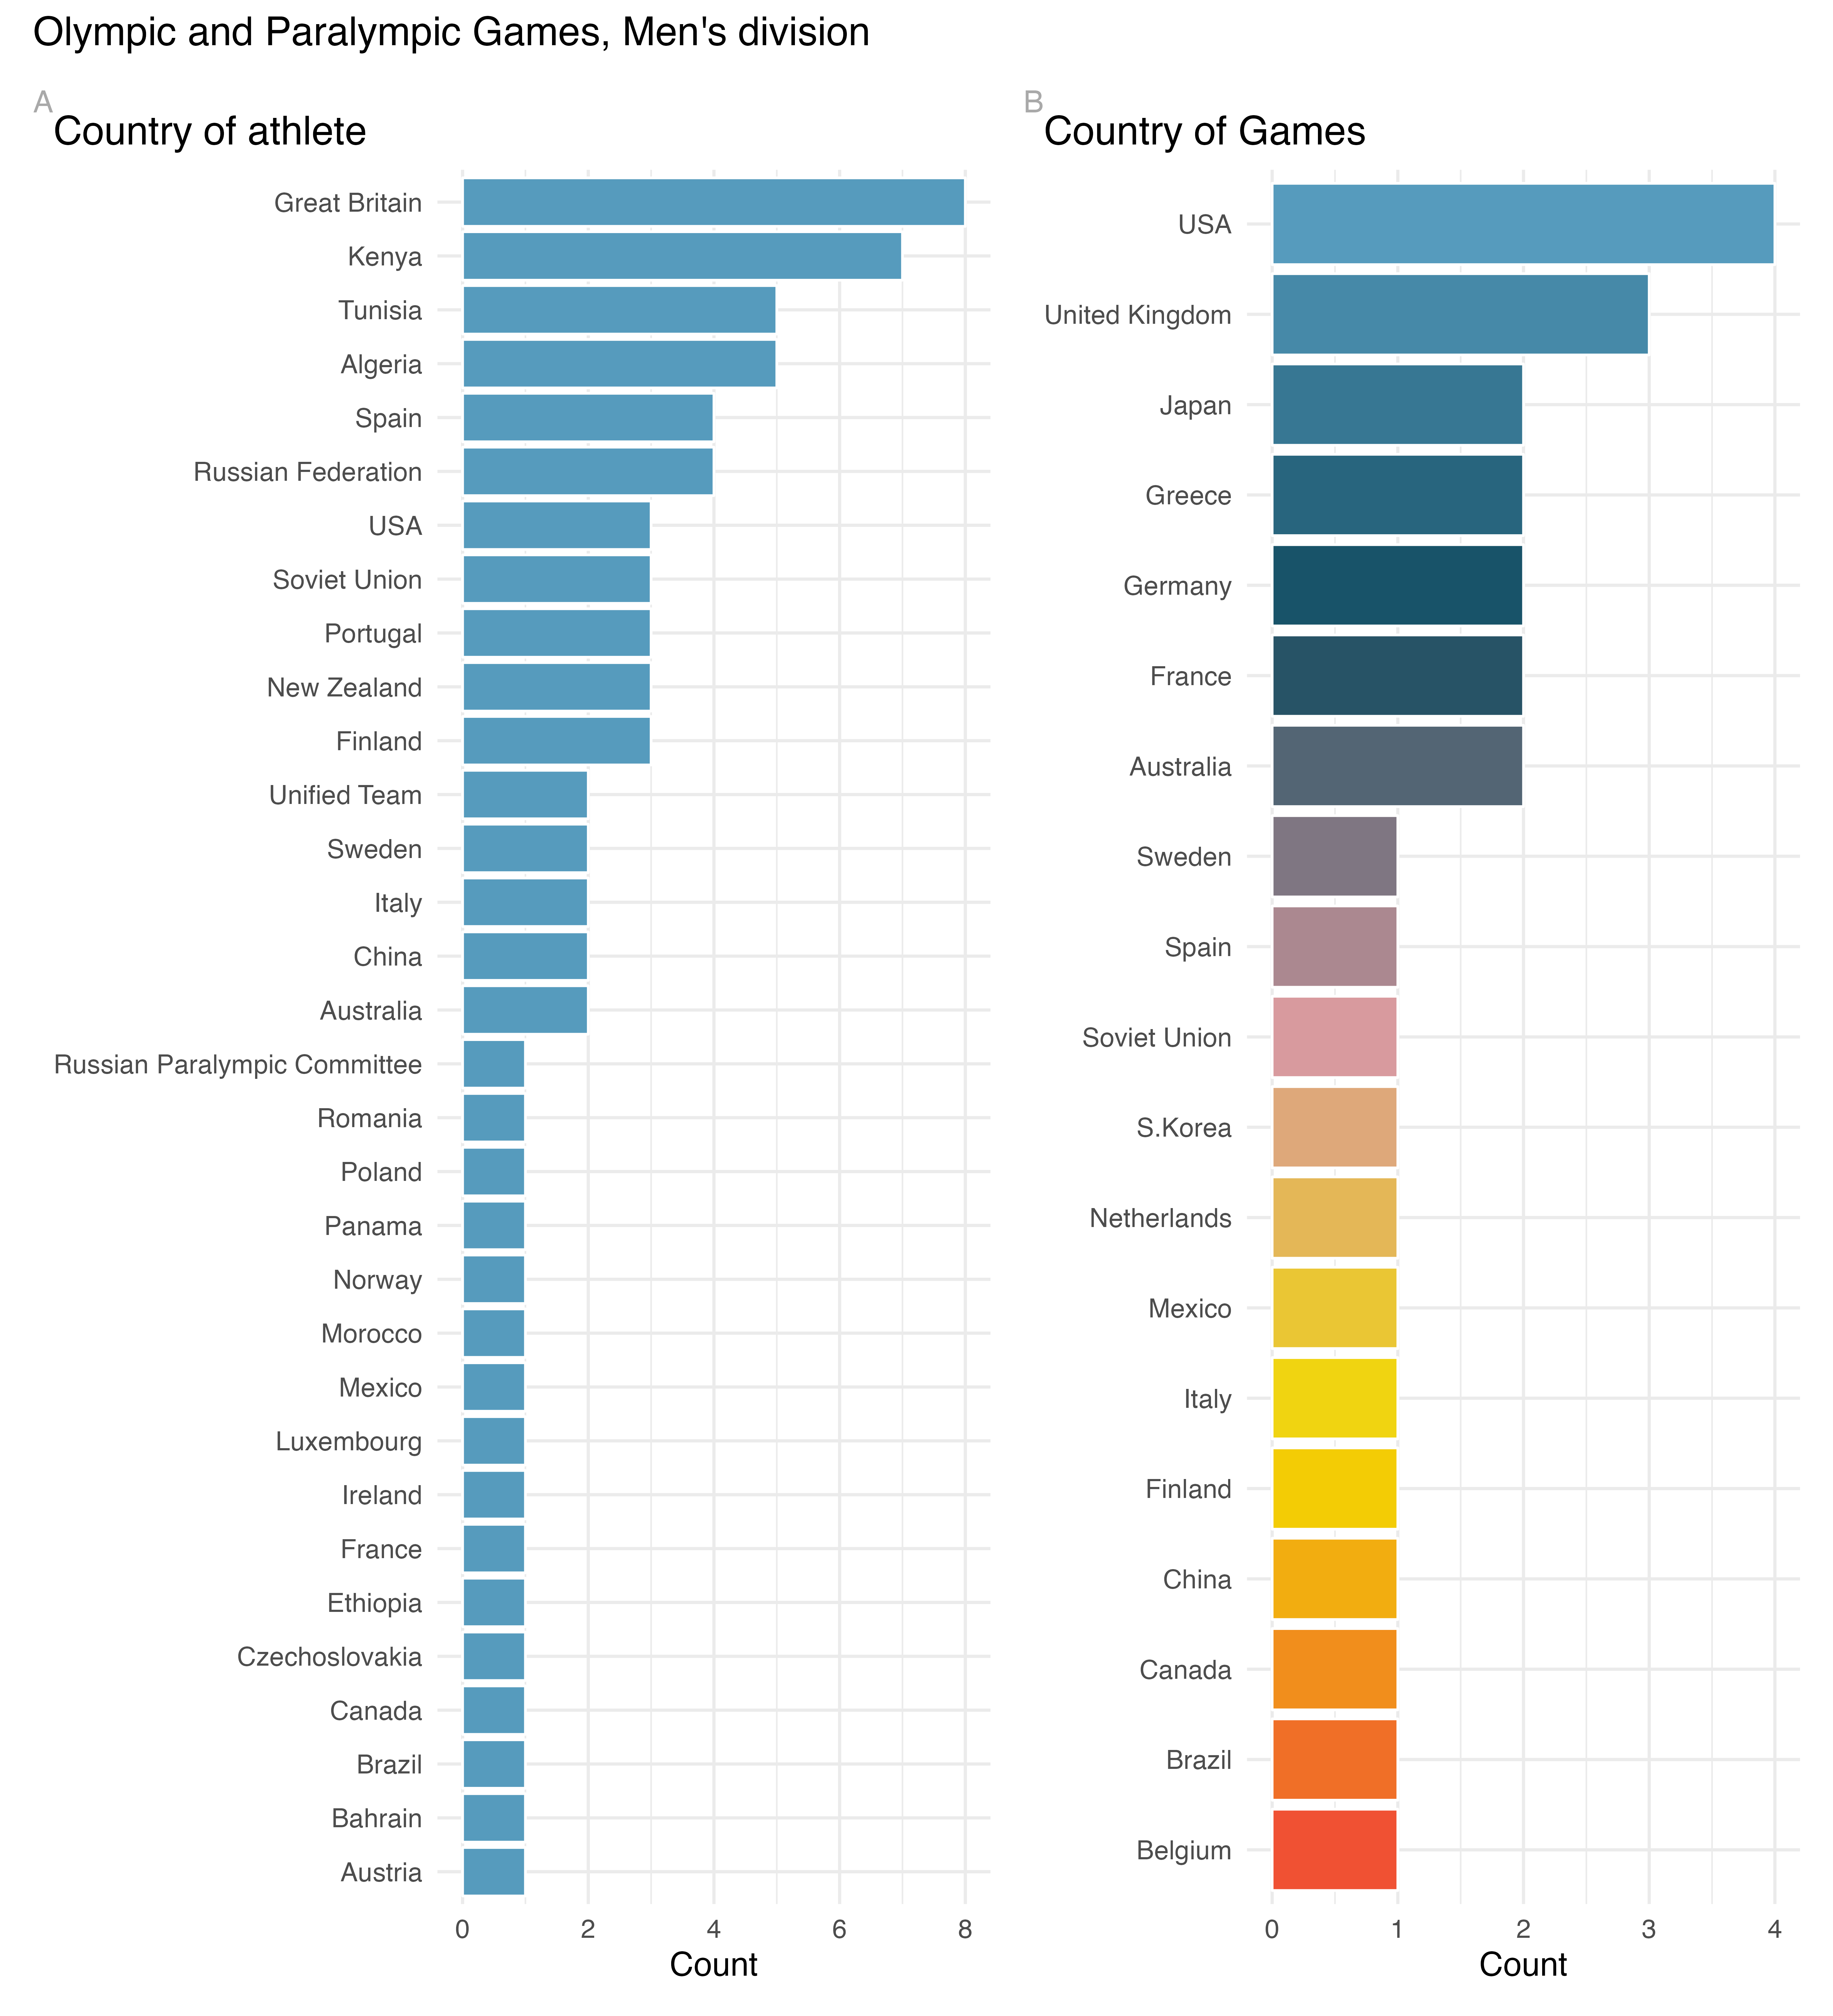 Olympic and Paralympic Games, Men's division
A
Country of athlete
Great Britain
Kenya
Tunisia
Algeria
Spain
Russian Federation
USA
Soviet Union
Portugal
New Zealand
Finland
Unified Team
Sweden
Italy
China
Australia
Russian Paralympic Committee
Romania
Poland
Panama
Norway
Morocco
Mexico
Luxembourg
Ireland
France
Ethiopia
Czechoslovakia
Canada
Brazil
Bahrain
Austria
0 2 4 6 8
Count
B
Country of Games
USA
United Kingdom
Japan
Greece
Germany
France
Australia
Sweden
Spain
Soviet Union
S.Korea
Netherlands
Mexico
Italy
Finland
China
Canada
Brazil
Belgium
0 1 2 3 4
Count